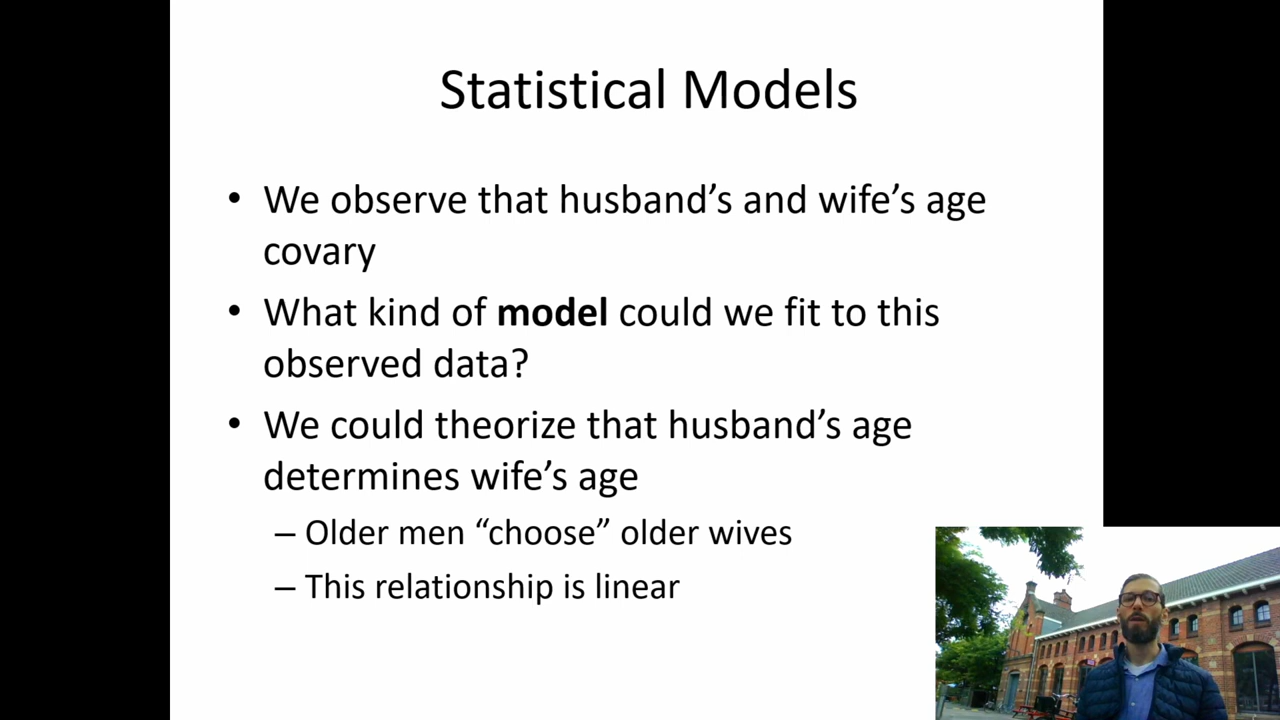 Statistical Models
• We observe that husband’s and wife’s age
covary
• What kind of model could we fit to this
observed data?
• We could theorize that husband’s age
determines wife’s age
– Older men “choose” older wives
– This relationship is linear